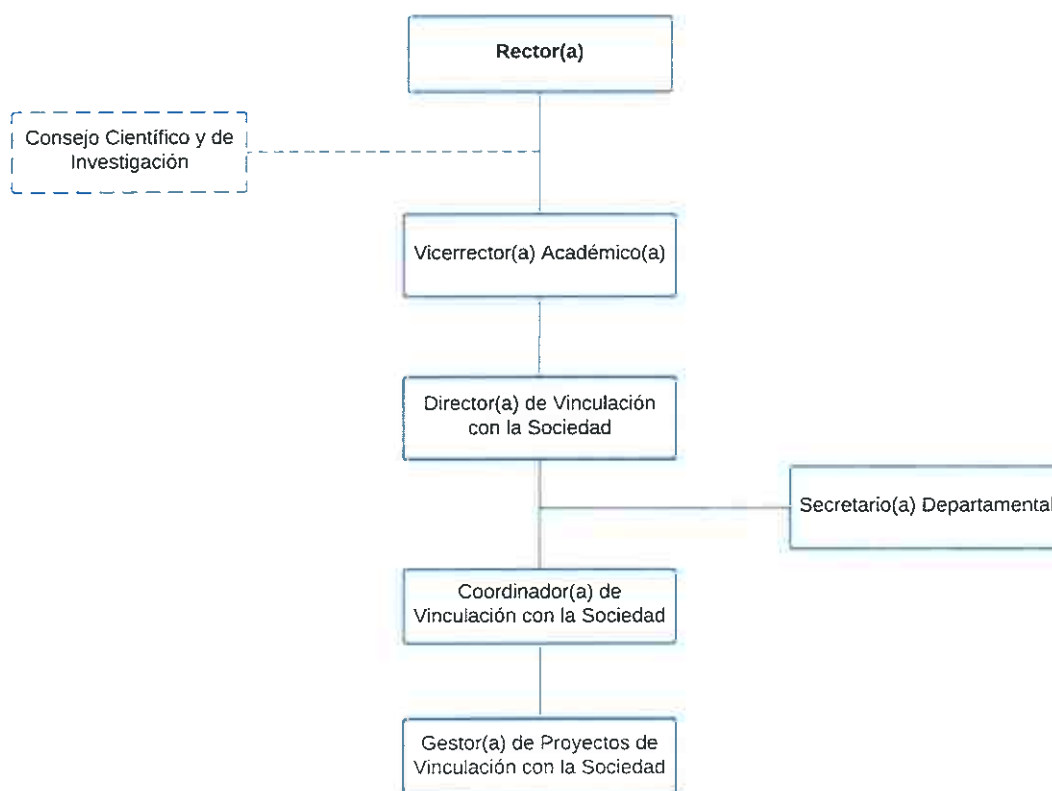 Rector(a)
Consejo Científico y de
Investigación
Vicerrector(a) Académico(a)
Director(a) de Vinculación
con la Sociedad
Secretario(a) Departamental
Coordinador(a) de
Vinculación con la Sociedad
Gestor(a) de Proyectos de
Vinculación con la Sociedad